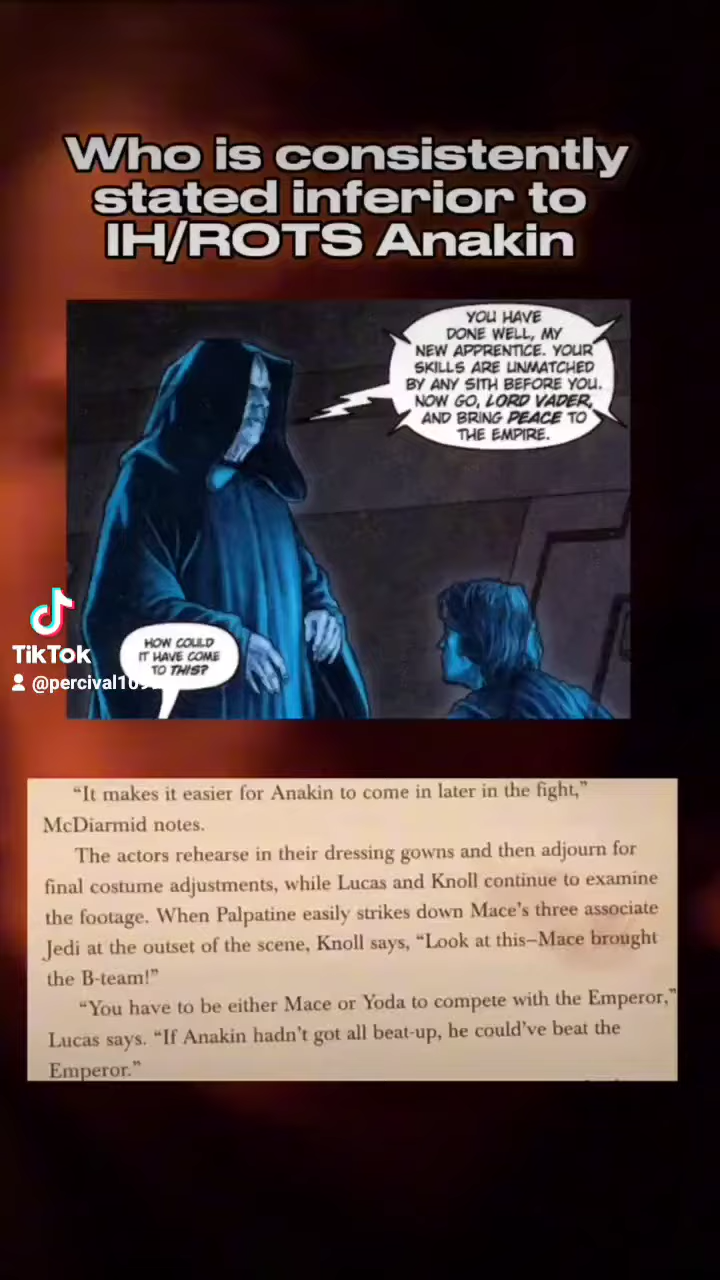 Who is consistently
stated inferior to
IH/ROTS Anakin
YOU HAVE
DONE WELL, MY
NEW APPRENTICE. YOUR
SKILLS ARE UNMATCHED
BY ANY SITH BEFORE YOU.
NOW GO, LORD VADER,
AND BRING PEACE TO
THE EMPIRE.
HOW COULD
IT HAVE COME
TO THIS?
TikTok
“It makes it easier for Anakin to come in later in the fight,”
McDiarmid notes.
The actors rehearse in their dressing gowns and then adjourn for
final costume adjustments, while Lucas and Knoll continue to examine
the footage. When Palpatine easily strikes down Mace’s three associate
Jedi at the outset of the scene, Knoll says, “Look at this—Mace brought
the B-team!”
“You have to be either Mace or Yoda to compete with the Emperor,”
Lucas says. “If Anakin hadn’t got all beat-up, he could’ve beat the
Emperor.”